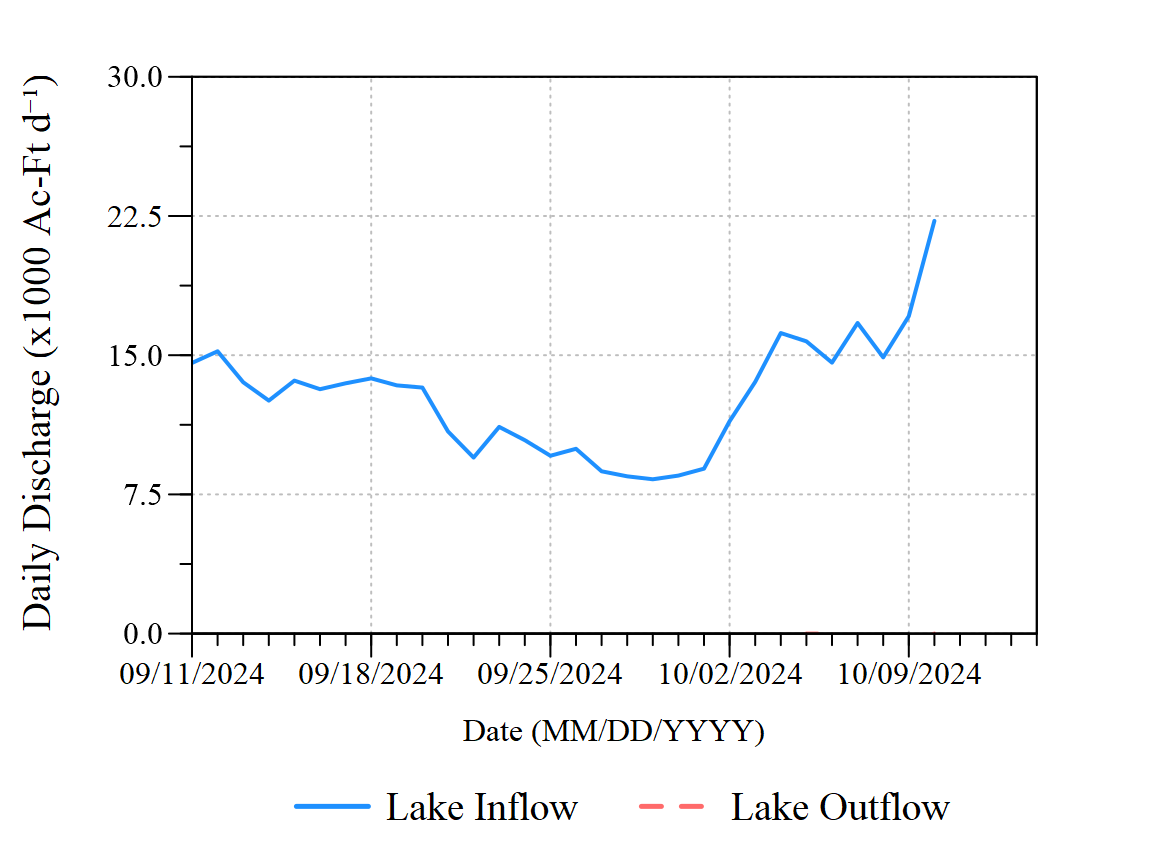 Daily Discharge (x1000 Ac-Ft d⁻¹)
30.0
22.5
15.0
7.5
0.0
09/11/2024 09/18/2024 09/25/2024 10/02/2024 10/09/2024
Date (MM/DD/YYYY)
Lake Inflow Lake Outflow